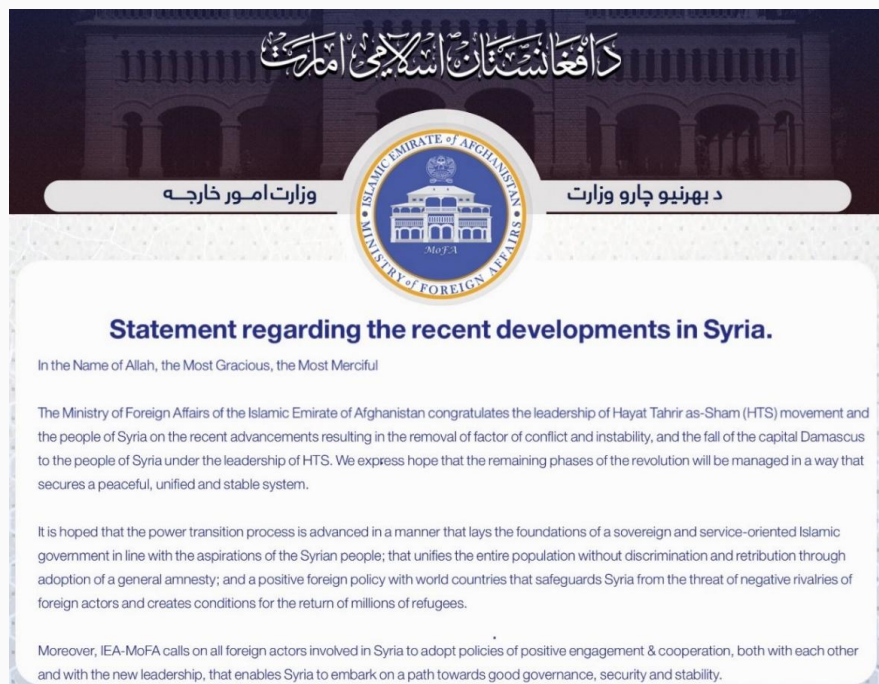 د افغانستان اسلامي امارت
وزارت امور خارجه
د بهرنيو چارو وزارت
ISLAMIC EMIRATE of AFGHANISTAN
MoFA
MINISTRY of FOREIGN AFFAIRS
Statement regarding the recent developments in Syria.
In the Name of Allah, the Most Gracious, the Most Merciful
The Ministry of Foreign Affairs of the Islamic Emirate of Afghanistan congratulates the leadership of Hayat Tahrir as-Sham (HTS) movement and
the people of Syria on the recent advancements resulting in the removal of factor of conflict and instability, and the fall of the capital Damascus
to the people of Syria under the leadership of HTS. We express hope that the remaining phases of the revolution will be managed in a way that
secures a peaceful, unified and stable system.
It is hoped that the power transition process is advanced in a manner that lays the foundations of a sovereign and service-oriented Islamic
government in line with the aspirations of the Syrian people; that unifies the entire population without discrimination and retribution through
adoption of a general amnesty; and a positive foreign policy with world countries that safeguards Syria from the threat of negative rivalries of
foreign actors and creates conditions for the return of millions of refugees.
Moreover, IEA-MoFA calls on all foreign actors involved in Syria to adopt policies of positive engagement & cooperation, both with each other
and with the new leadership, that enables Syria to embark on a path towards good governance, security and stability.